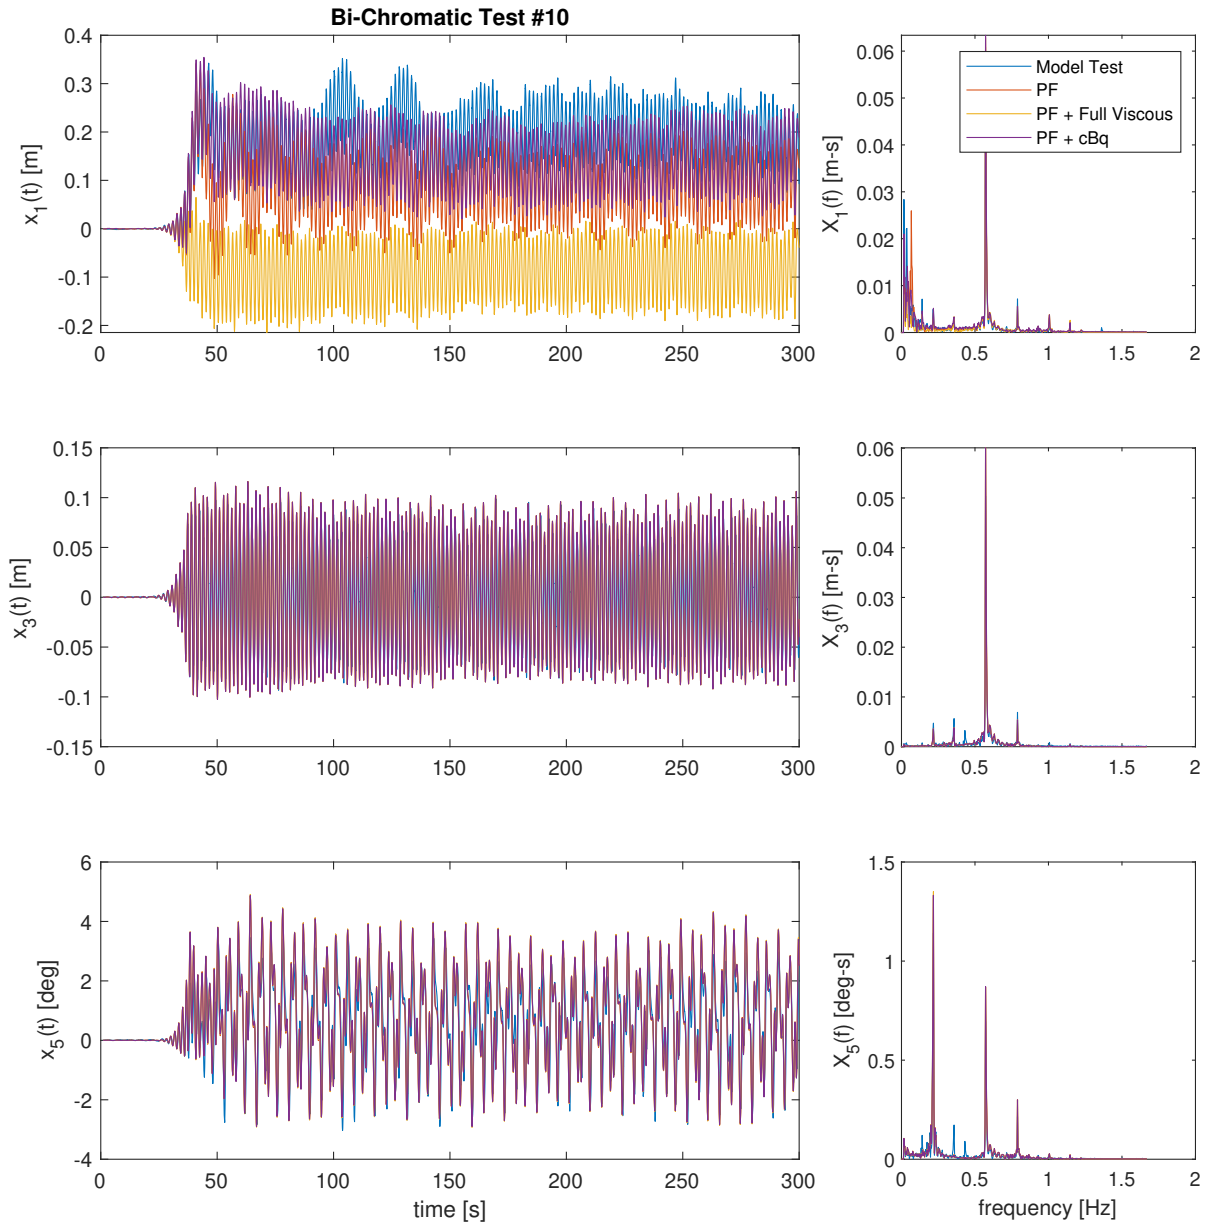 Bi-Chromatic Test #10
x1(t) [m]
0.4
0.3
0.2
0.1
0
-0.1
-0.2
0 50 100 150 200 250 300
X1(f) [m-s]
0.06
0.05
0.04
0.03
0.02
0.01
0
0 0.5 1 1.5 2
Model Test
PF
PF + Full Viscous
PF + cBq
x3(t) [m]
0.15
0.1
0.05
0
-0.05
-0.1
-0.15
0 50 100 150 200 250 300
X3(f) [m-s]
0.06
0.05
0.04
0.03
0.02
0.01
0
0 0.5 1 1.5 2
x5(t) [deg]
6
4
2
0
-2
-4
0 50 100 150 200 250 300
time [s]
X5(f) [deg-s]
1.5
1
0.5
0
0 0.5 1 1.5 2
frequency [Hz]